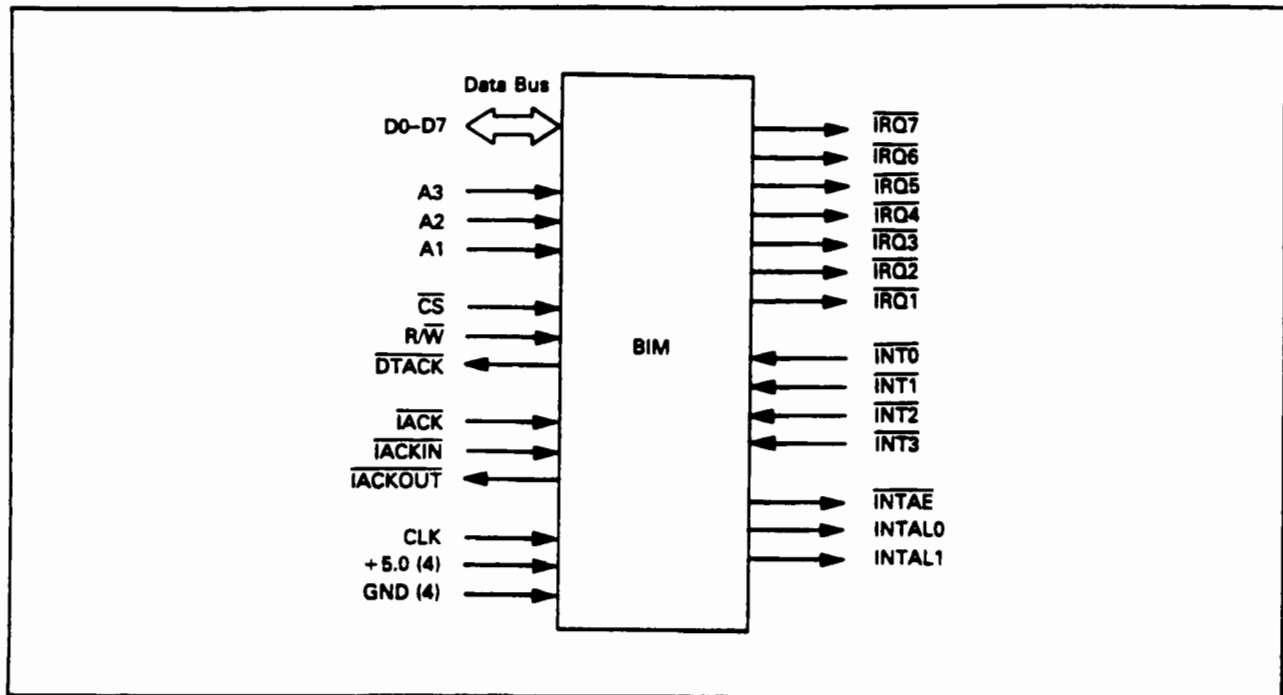 Data Bus
D0-D7
A3
A2
A1
CS
R/W
DTACK
IACK
IACKIN
IACKOUT
CLK
+5.0 (4)
GND (4)
BIM
IRQ7
IRQ6
IRQ5
IRQ4
IRQ3
IRQ2
IRQ1
INT0
INT1
INT2
INT3
INTAE
INTAL0
INTAL1